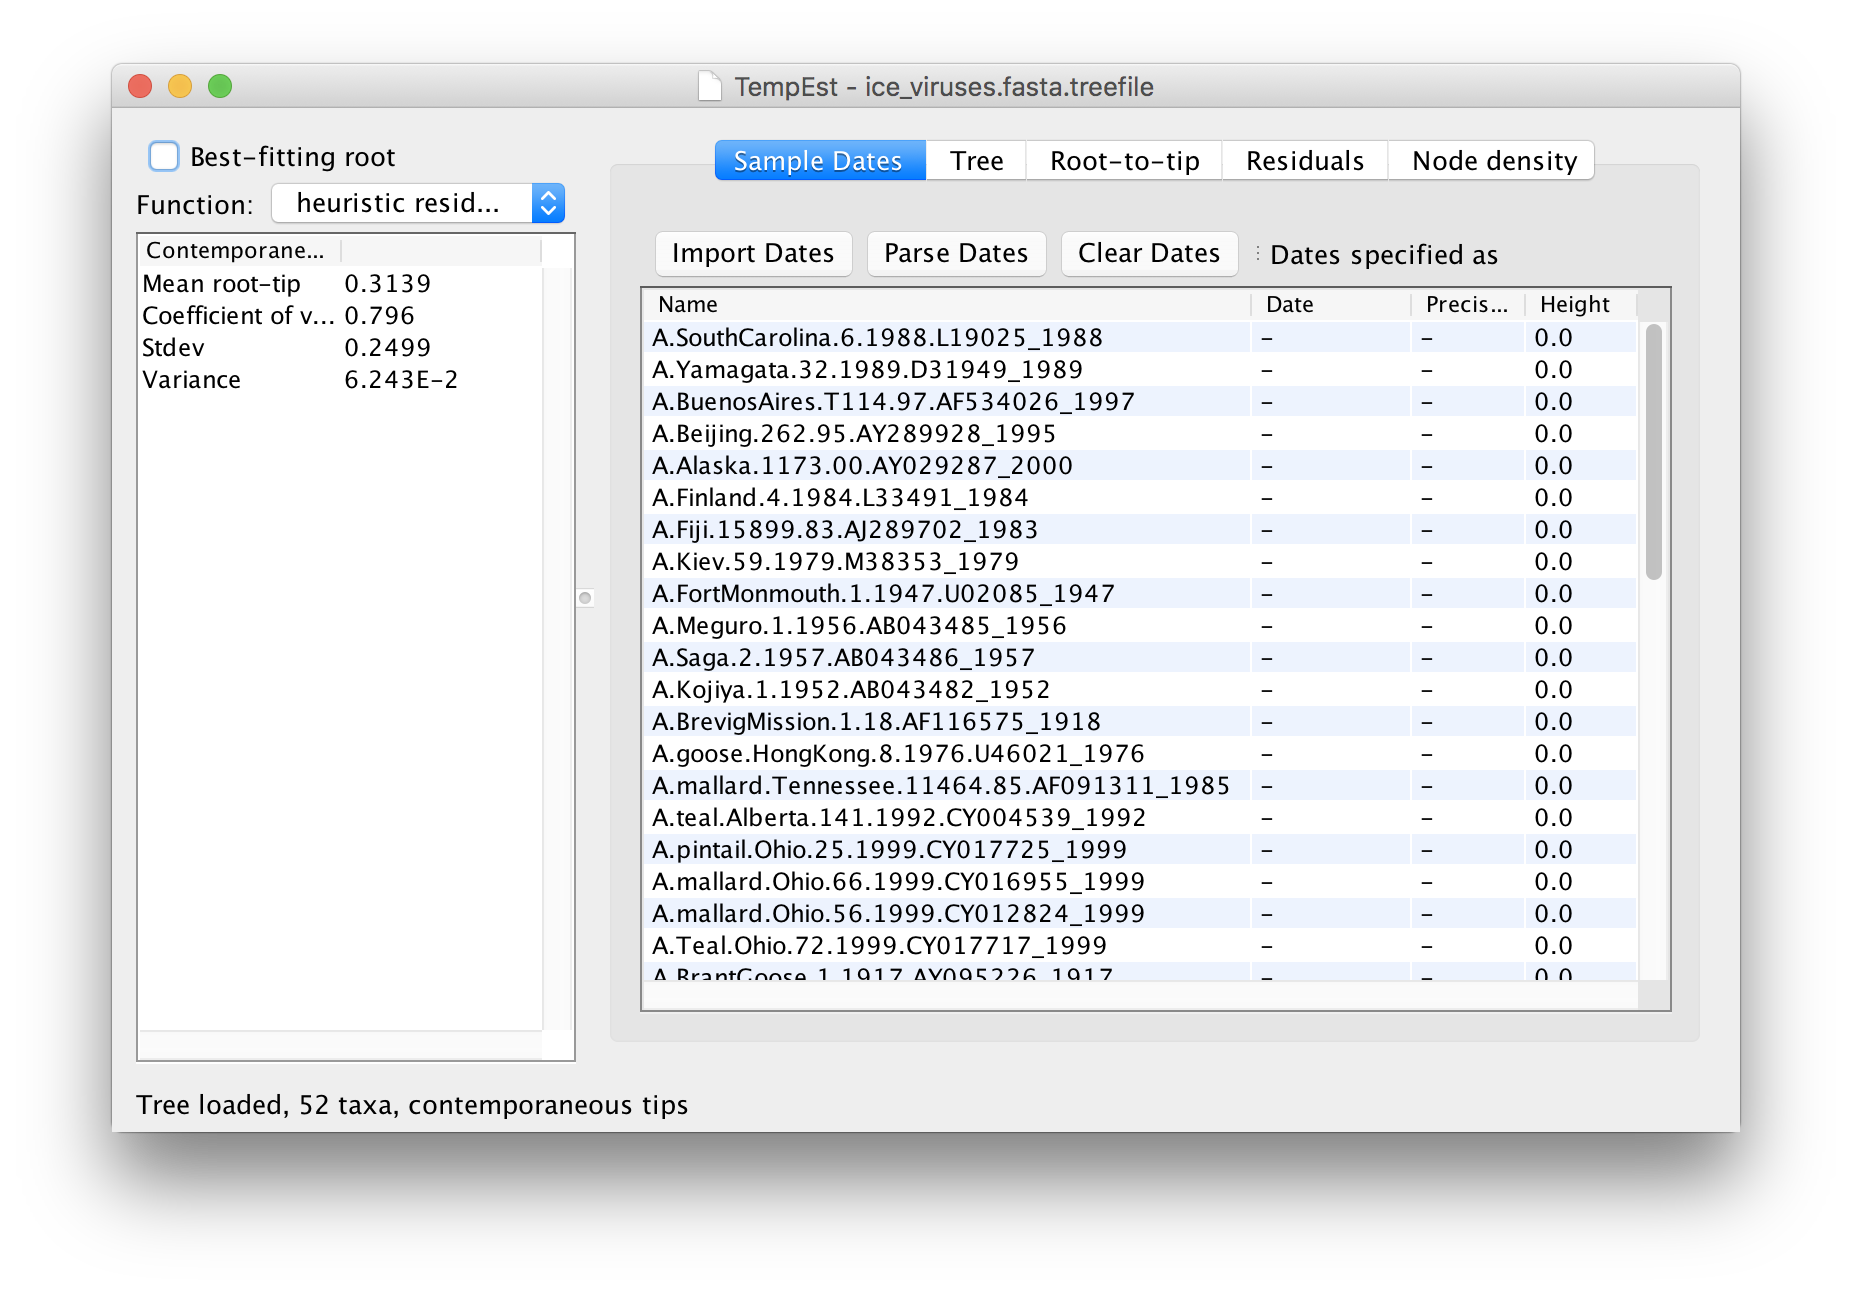 TempEst - ice_viruses.fasta.treefile
Best-fitting root
Function: heuristic resid...
Contemporane...
Mean root-tip 0.3139
Coefficient of v... 0.796
Stdev 0.2499
Variance 6.243E-2
Sample Dates Tree Root-to-tip Residuals Node density
Import Dates Parse Dates Clear Dates Dates specified as
Name Date Precis... Height
A.SouthCarolina.6.1988.L19025_1988 – – 0.0
A.Yamagata.32.1989.D31949_1989 – – 0.0
A.BuenosAires.T114.97.AF534026_1997 – – 0.0
A.Beijing.262.95.AY289928_1995 – – 0.0
A.Alaska.1173.00.AY029287_2000 – – 0.0
A.Finland.4.1984.L33491_1984 – – 0.0
A.Fiji.15899.83.AJ289702_1983 – – 0.0
A.Kiev.59.1979.M38353_1979 – – 0.0
A.FortMonmouth.1.1947.U02085_1947 – – 0.0
A.Meguro.1.1956.AB043485_1956 – – 0.0
A.Saga.2.1957.AB043486_1957 – – 0.0
A.Kojiya.1.1952.AB043482_1952 – – 0.0
A.BrevigMission.1.18.AF116575_1918 – – 0.0
A.goose.HongKong.8.1976.U46021_1976 – – 0.0
A.mallard.Tennessee.11464.85.AF091311_1985 – – 0.0
A.teal.Alberta.141.1992.CY004539_1992 – – 0.0
A.pintail.Ohio.25.1999.CY017725_1999 – – 0.0
A.mallard.Ohio.66.1999.CY016955_1999 – – 0.0
A.mallard.Ohio.56.1999.CY012824_1999 – – 0.0
A.Teal.Ohio.72.1999.CY017717_1999 – – 0.0
A.BrantGoose.1.1917.AY095226_1917 – – 0.0
Tree loaded, 52 taxa, contemporaneous tips